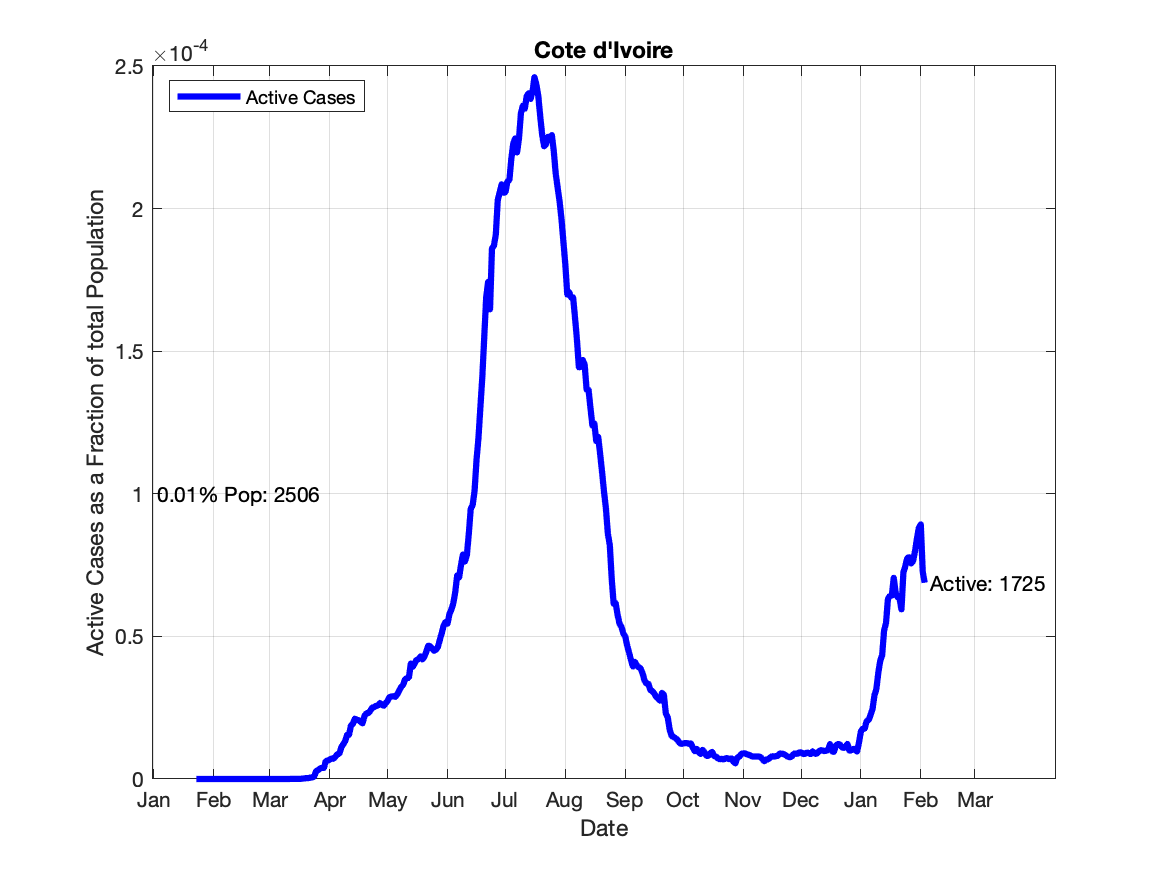 Cote d'Ivoire
×10-4
Active Cases
2.5
2
1.5
1
0.5
0
Active Cases as a Fraction of total Population
0.01% Pop: 2506
Active: 1725
Jan Feb Mar Apr May Jun Jul Aug Sep Oct Nov Dec Jan Feb Mar
Date